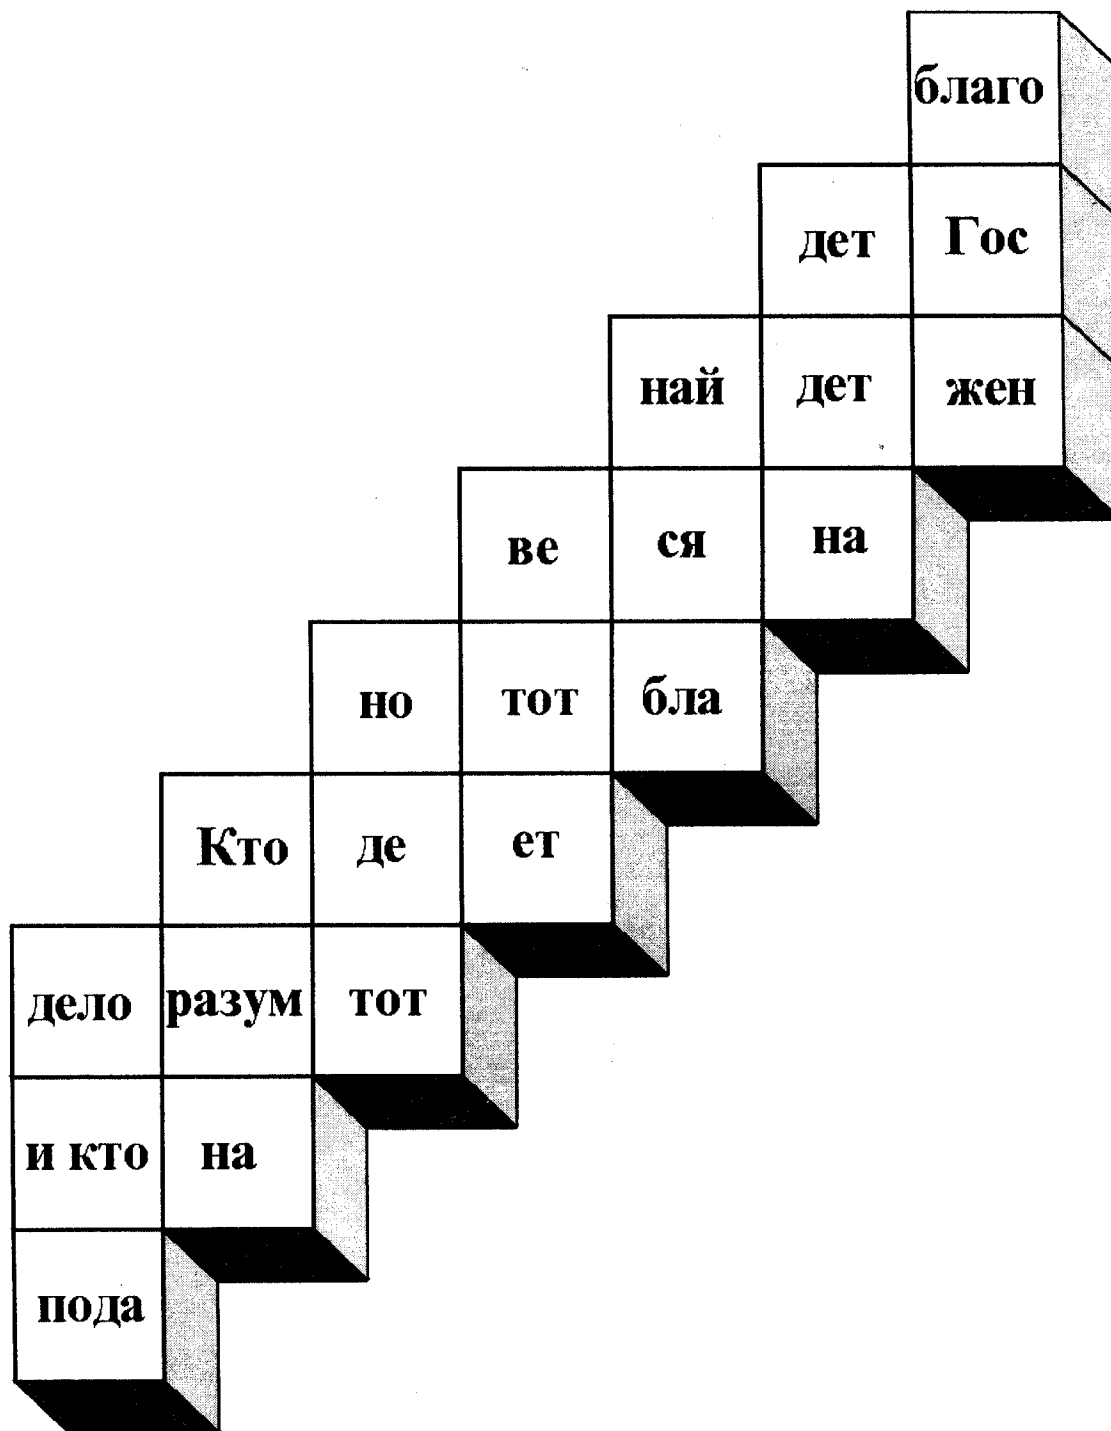 благо
дет Гос
най дет жен
ве ся на
но тот бла
Кто де ет
дело разум тот
и кто на
пода